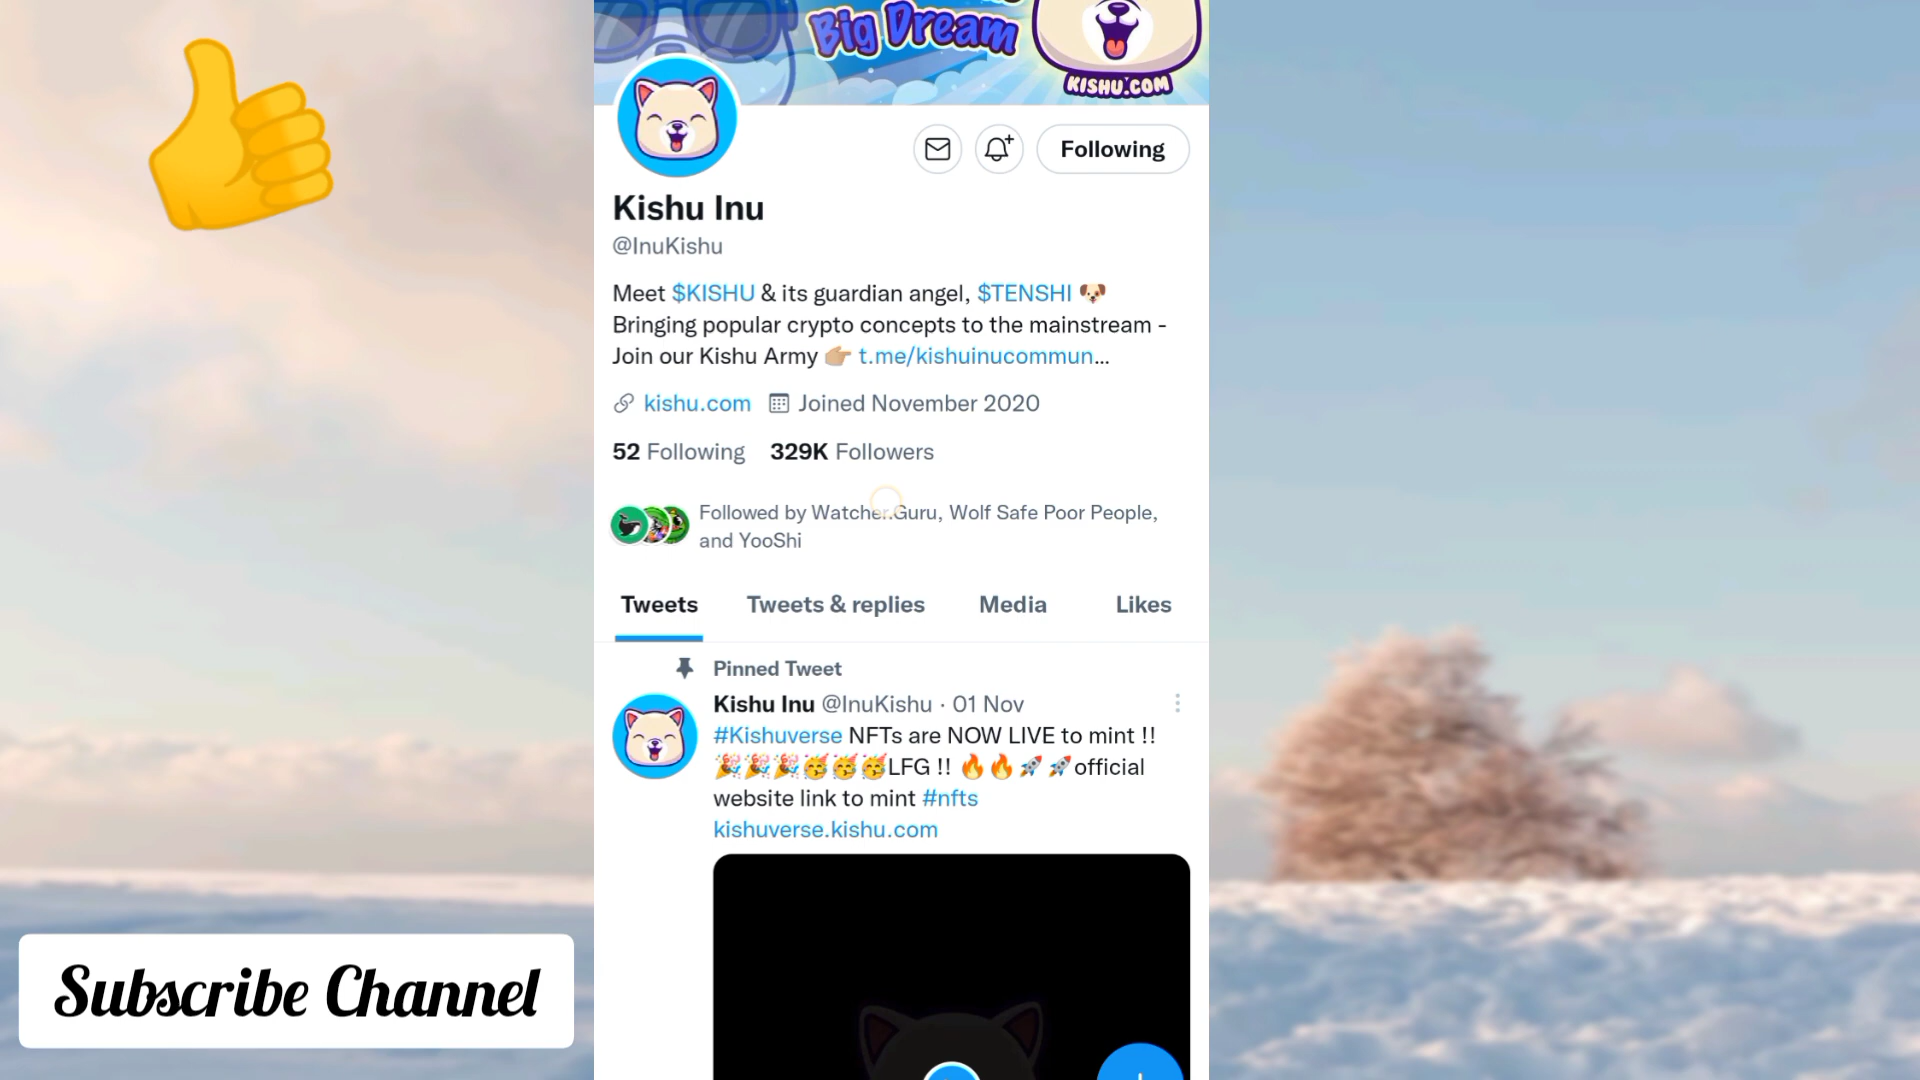 Big Dream
KISHU.COM
Following
Kishu Inu
@InuKishu
Meet $KISHU & its guardian angel, $TENSHI 🐶
Bringing popular crypto concepts to the mainstream -
Join our Kishu Army 👉🏼 t.me/kishuinucommun...
kishu.com Joined November 2020
52 Following 329K Followers
Followed by Watcher.Guru, Wolf Safe Poor People,
and YooShi
Tweets Tweets & replies Media Likes
Pinned Tweet
Kishu Inu @InuKishu · 01 Nov
#Kishuverse NFTs are NOW LIVE to mint !!
🎉🎉🎉🥳🥳🥳LFG !! 🔥🔥🚀 🚀official
website link to mint #nfts
kishuverse.kishu.com
Subscribe Channel